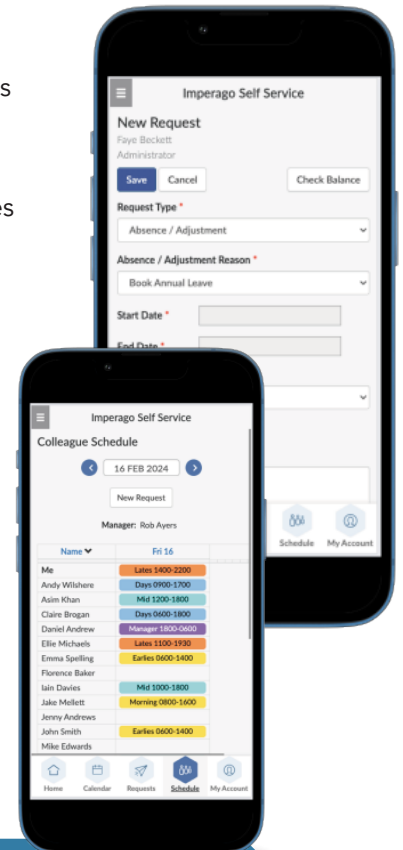 s
es
Imperago Self Service
New Request
Faye Beckett
Administrator
Save Cancel Check Balance
Request Type *
Absence / Adjustment
Absence / Adjustment Reason *
Book Annual Leave
Start Date *
End Date *
Schedule My Account
Imperago Self Service
Colleague Schedule
16 FEB 2024
New Request
Manager: Rob Ayers
Name Fri 16
Me Lates 1400-2200
Andy Wilshere Days 0900-1700
Asim Khan Mid 1200-1800
Claire Brogan Days 0600-1800
Daniel Andrew Manager 1800-0600
Ellie Michaels Lates 1100-1930
Emma Spelling Earlies 0600-1400
Florence Baker
Iain Davies Mid 1000-1800
Jake Mellett Morning 0800-1600
Jenny Andrews
John Smith Earlies 0600-1400
Mike Edwards
Home Calendar Requests Schedule My Account